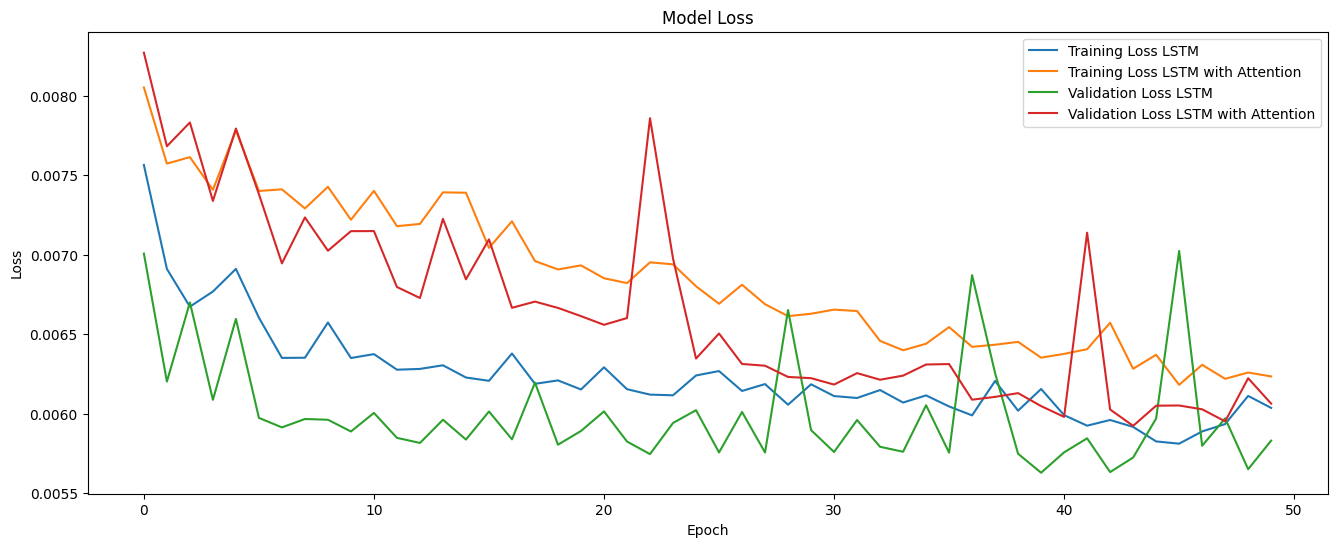 Model Loss
Training Loss LSTM
Training Loss LSTM with Attention
Validation Loss LSTM
Validation Loss LSTM with Attention
Loss
0.0080
0.0075
0.0070
0.0065
0.0060
0.0055
0 10 20 30 40 50
Epoch